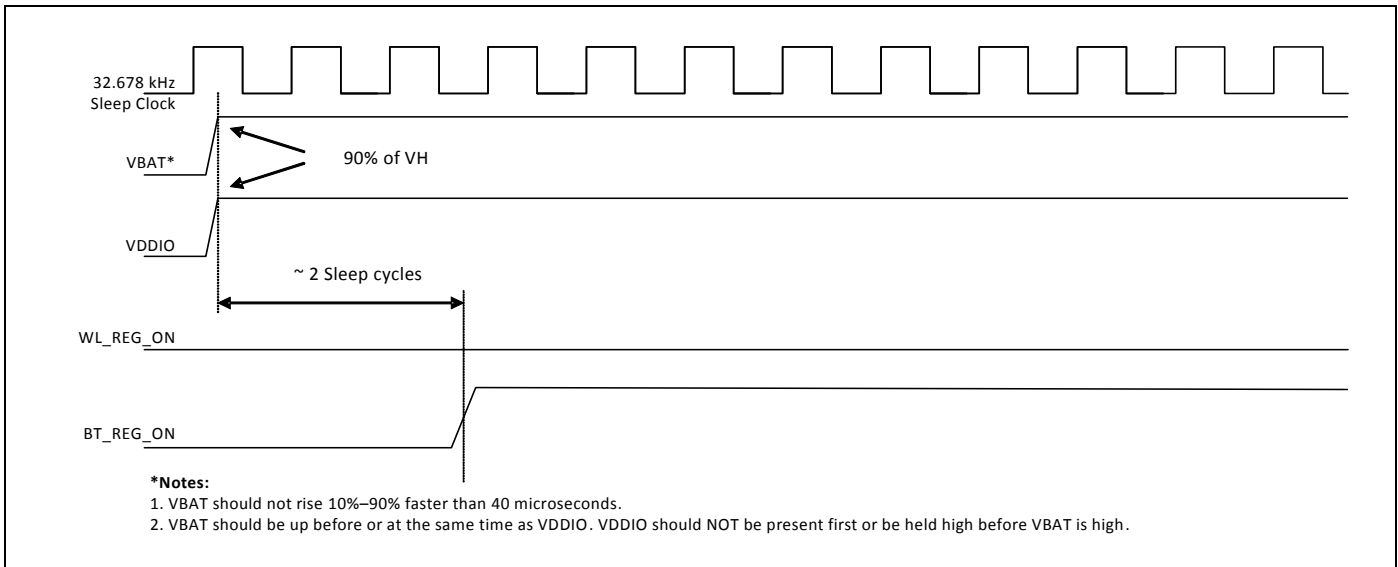 32.678 kHz
Sleep Clock
VBAT*
90% of VH
VDDIO
~ 2 Sleep cycles
WL_REG_ON
BT_REG_ON
*Notes:
1. VBAT should not rise 10%–90% faster than 40 microseconds.
2. VBAT should be up before or at the same time as VDDIO. VDDIO should NOT be present first or be held high before VBAT is high.